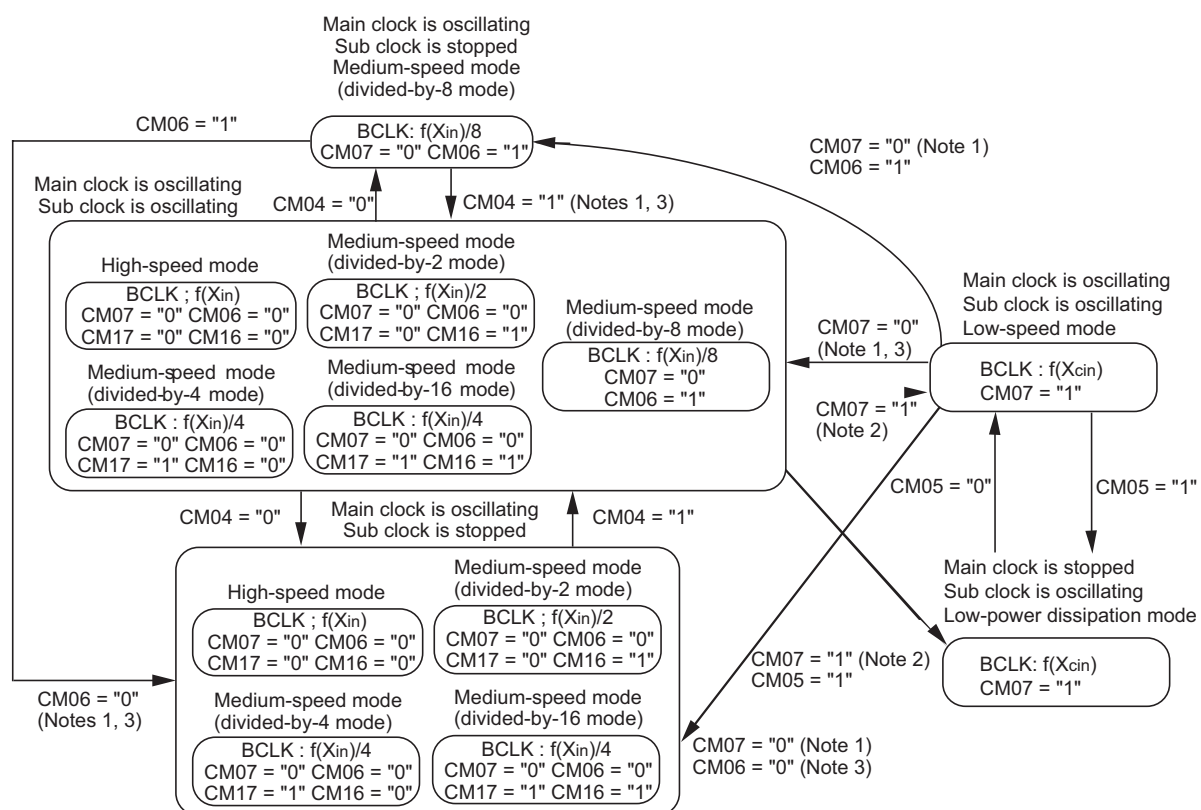 Main clock is oscillating
Sub clock is stopped
Medium-speed mode
(divided-by-8 mode)
CM06 = "1"
BCLK: f(Xin)/8
CM07 = "0" CM06 = "1"
CM07 = "0" (Note 1)
CM06 = "1"
Main clock is oscillating
Sub clock is oscillating
CM04 = "0"
CM04 = "1" (Notes 1, 3)
High-speed mode
BCLK ; f(Xin)
CM07 = "0" CM06 = "0"
CM17 = "0" CM16 = "0"
Medium-speed mode
(divided-by-2 mode)
BCLK ; f(Xin)/2
CM07 = "0" CM06 = "0"
CM17 = "0" CM16 = "1"
Medium-speed mode
(divided-by-8 mode)
BCLK : f(Xin)/8
CM07 = "0"
CM06 = "1"
Medium-speed mode
(divided-by-4 mode)
BCLK : f(Xin)/4
CM07 = "0" CM06 = "0"
CM17 = "1" CM16 = "0"
Medium-speed mode
(divided-by-16 mode)
BCLK : f(Xin)/4
CM07 = "0" CM06 = "0"
CM17 = "1" CM16 = "1"
CM07 = "0"
(Note 1, 3)
CM07 = "1"
(Note 2)
Main clock is oscillating
Sub clock is oscillating
Low-speed mode
BCLK : f(Xcin)
CM07 = "1"
CM05 = "0"
CM05 = "1"
Main clock is stopped
Sub clock is oscillating
Low-power dissipation mode
BCLK: f(Xcin)
CM07 = "1"
CM04 = "0"
Main clock is oscillating
Sub clock is stopped
CM04 = "1"
High-speed mode
BCLK ; f(Xin)
CM07 = "0" CM06 = "0"
CM17 = "0" CM16 = "0"
Medium-speed mode
(divided-by-2 mode)
BCLK ; f(Xin)/2
CM07 = "0" CM06 = "0"
CM17 = "0" CM16 = "1"
CM06 = "0"
(Notes 1, 3)
Medium-speed mode
(divided-by-4 mode)
BCLK : f(Xin)/4
CM07 = "0" CM06 = "0"
CM17 = "1" CM16 = "0"
Medium-speed mode
(divided-by-16 mode)
BCLK : f(Xin)/4
CM07 = "0" CM06 = "0"
CM17 = "1" CM16 = "1"
CM07 = "1" (Note 2)
CM05 = "1"
CM07 = "0" (Note 1)
CM06 = "0" (Note 3)